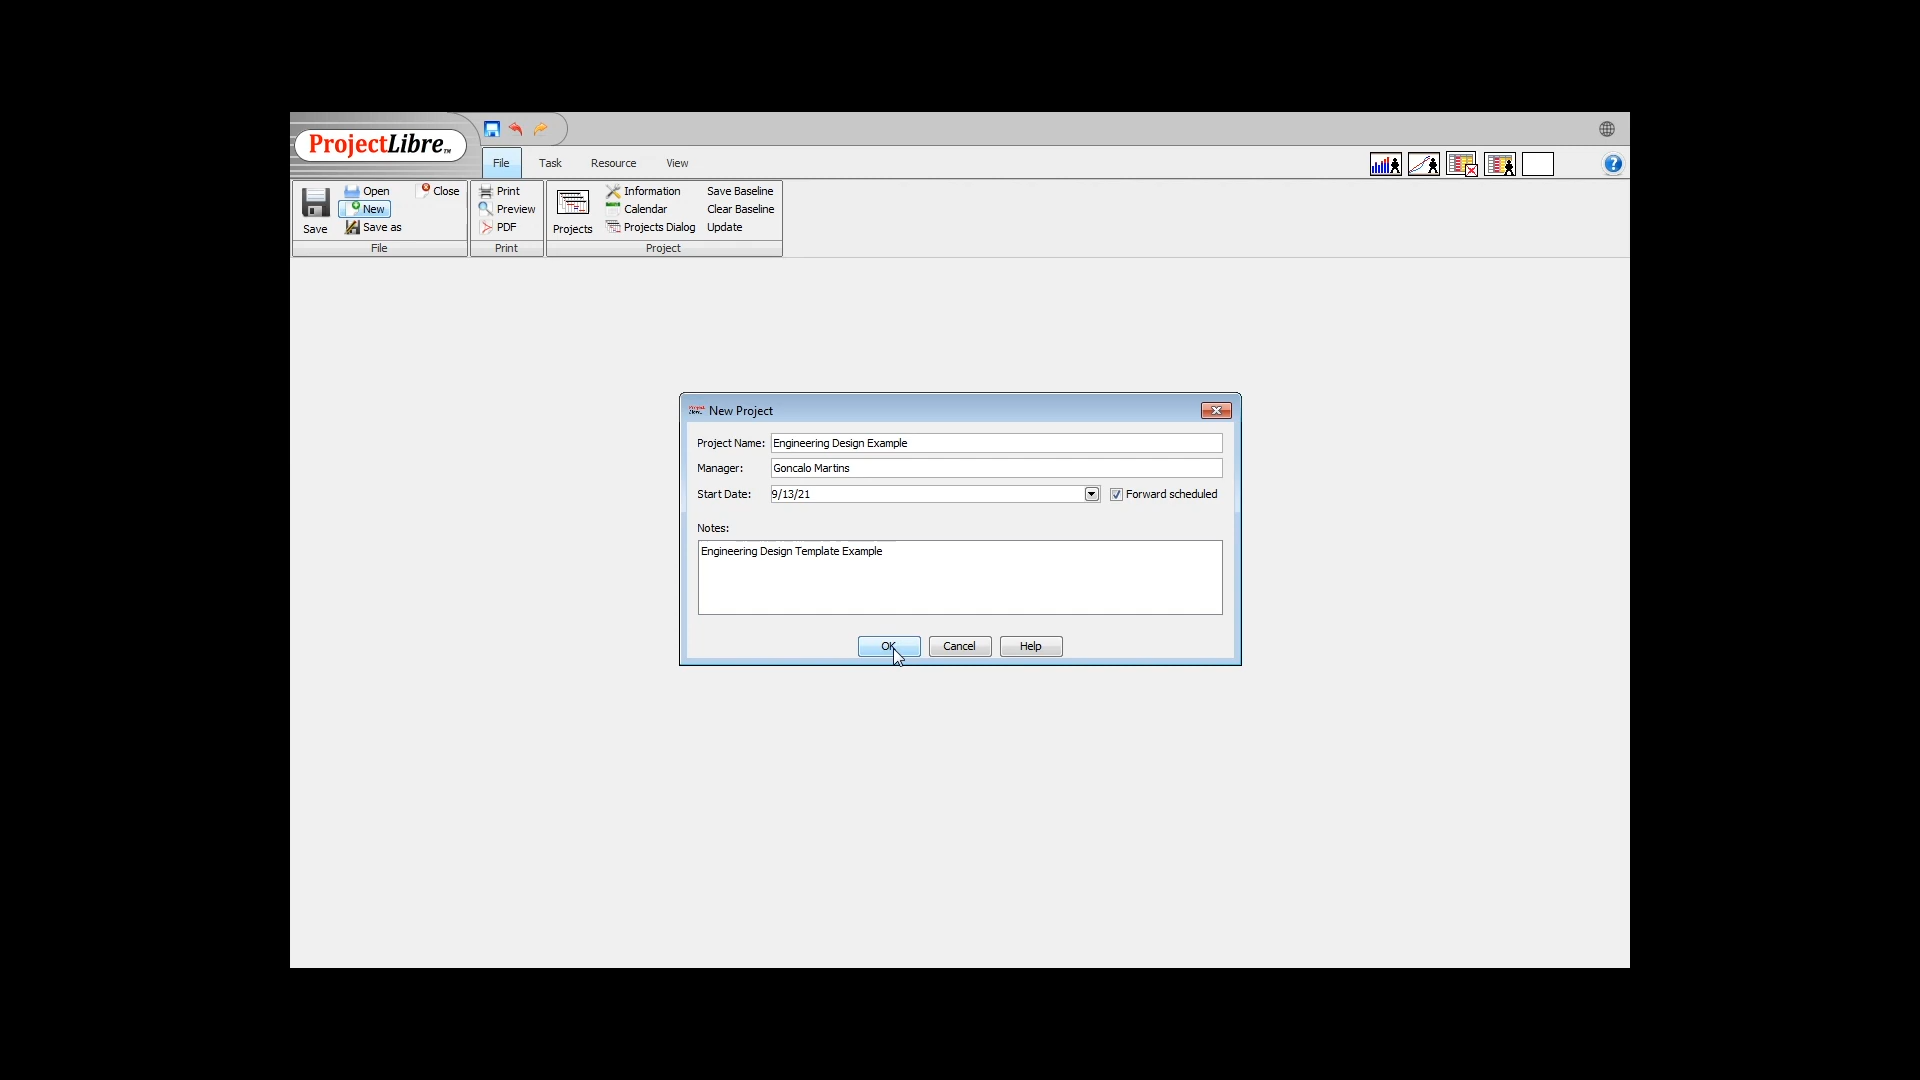 ProjectLibre™
File Task Resource View
Open Close Print Information Save Baseline
New Preview Calendar Clear Baseline
Save Save as PDF Projects Projects Dialog Update
File Print Project
New Project
Project Name: Engineering Design Example
Manager: Goncalo Martins
Start Date: 9/13/21 Forward scheduled
Notes:
Engineering Design Template Example
OK Cancel Help